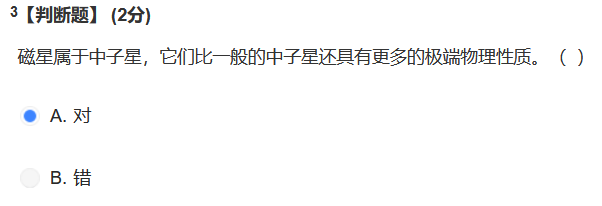 3【判断题】 (2分)
磁星属于中子星，它们比一般的中子星还具有更多的极端物理性质。（ ）
A. 对
B. 错